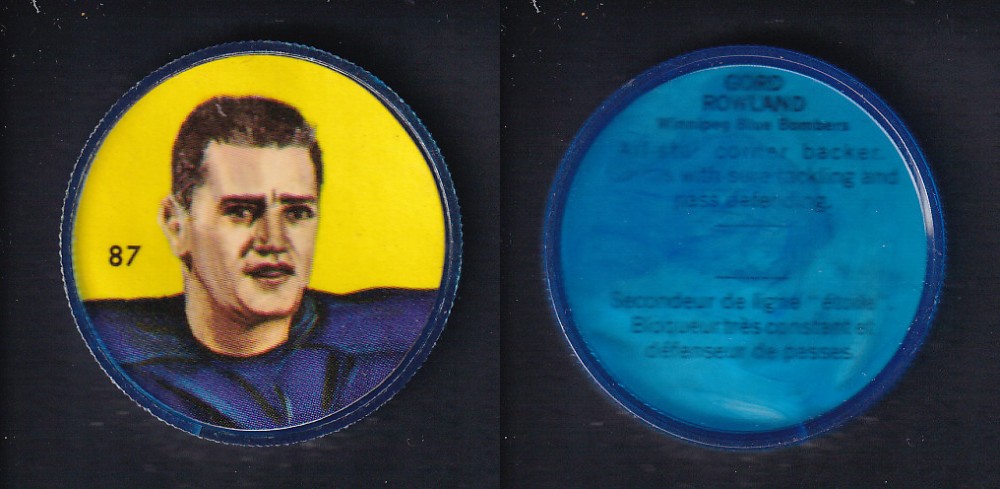 87
GORD
ROWLAND
Winnipeg Blue Bombers
All star corner backer.
with sure tackling and
pass defending.
Secondeur de ligne "étoile"
Bloqueur très constant et
défenseur de passes.